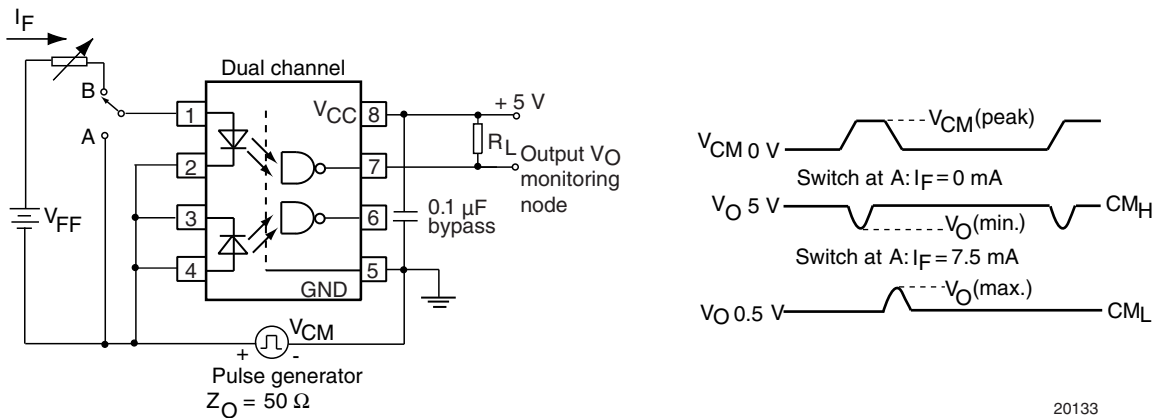 IF
Dual channel
B
A
VFF
1
2
3
4
VCC
8
7
6
5
GND
+ 5 V
RL
Output VO
monitoring
node
0.1 µF
bypass
VCM
+
-
Pulse generator
ZO = 50 Ω
VCM(peak)
VCM 0 V
Switch at A: IF = 0 mA
VO 5 V
CMH
VO(min.)
Switch at A: IF = 7.5 mA
VO(max.)
VO 0.5 V
CML
20133